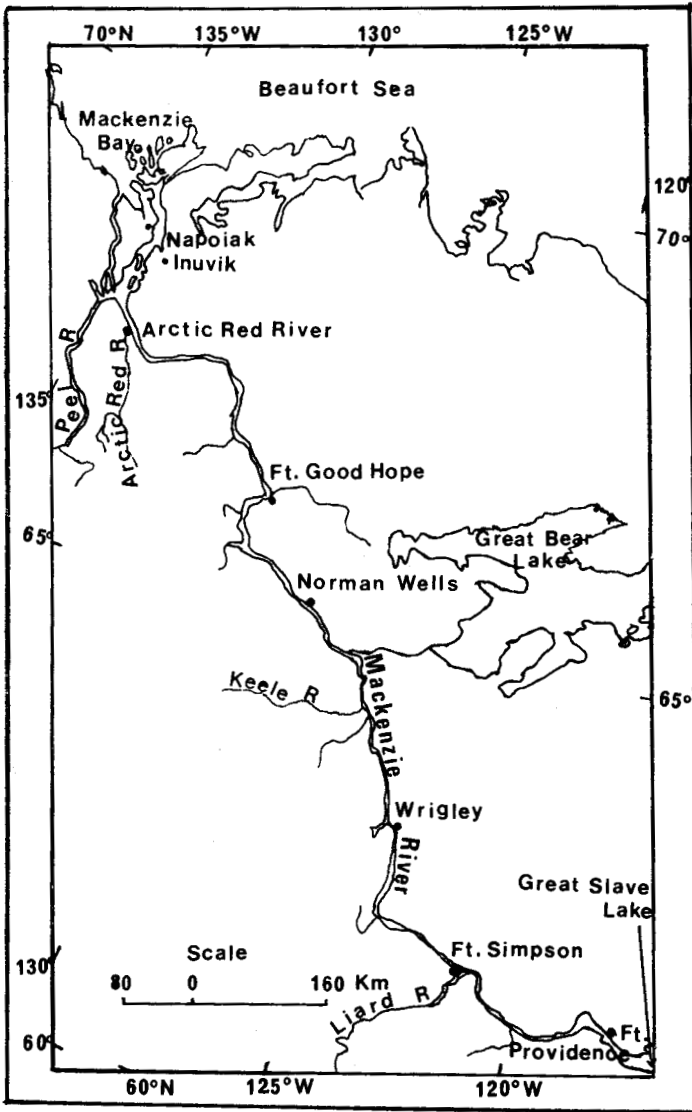 70°N 135°W 130° 125°W
Beaufort Sea
Mackenzie
Bay
120°
70°
Napoiak
Inuvik
Arctic Red River
Peel R
Arctic Red R
135°
Ft. Good Hope
65°
Great Bear
Lake
Norman Wells
Keele R
Mackenzie
River
65°
Wrigley
Great Slave
Lake
Ft. Simpson
130°
Scale
80 0 160 Km
Liard R
Ft.
Providence
60°
60°N 125°W 120°W